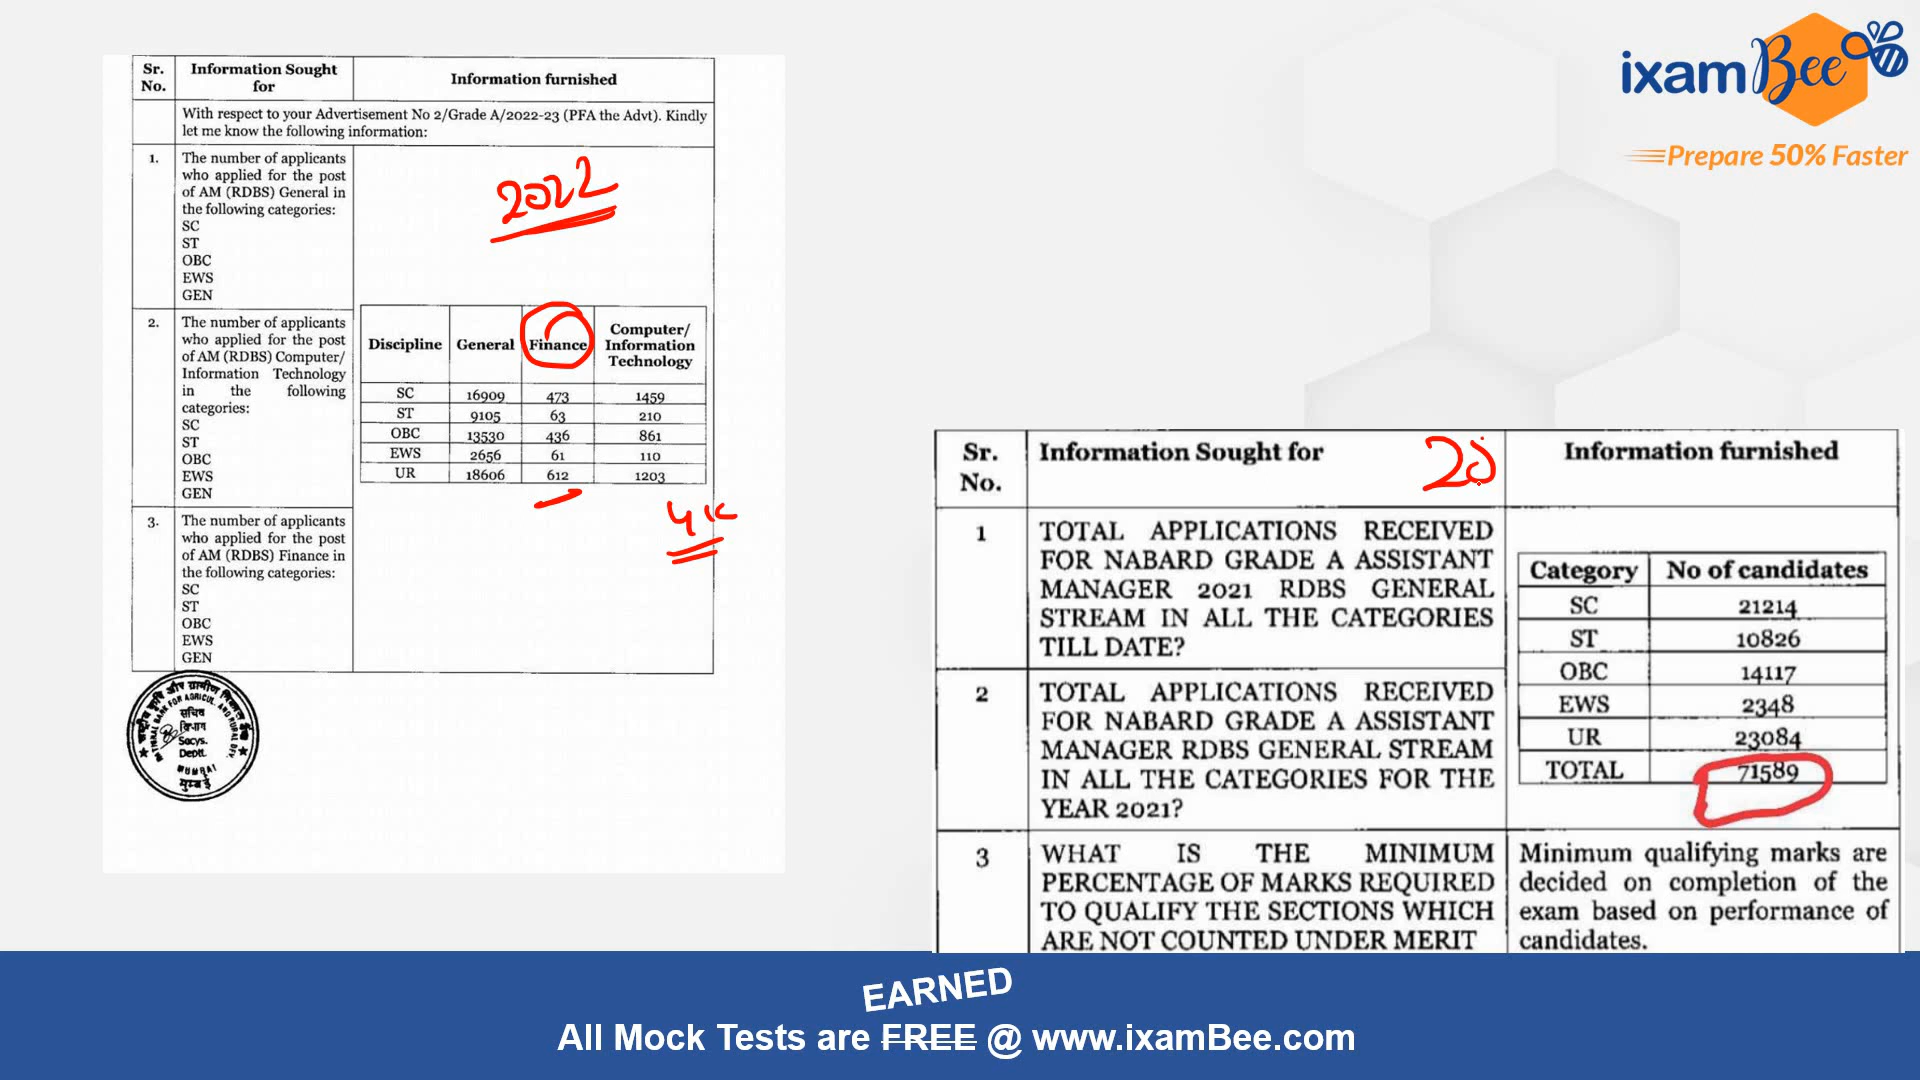 ixamBee
Prepare 50% Faster
Sr.
No.
Information Sought
for
Information furnished
With respect to your Advertisement No 2/Grade A/2022-23 (PFA the Advt). Kindly
let me know the following information:
1.
The number of applicants
who applied for the post
of AM (RDBS) General in
the following categories:
SC
ST
OBC
EWS
GEN
2022
2.
The number of applicants
who applied for the post
of AM (RDBS) Computer/
Information Technology
in the following
categories:
SC
ST
OBC
EWS
GEN
Discipline General Finance Computer/
Information
Technology
SC 16909 473 1459
ST 9105 63 210
OBC 13530 436 861
EWS 2656 61 110
UR 18606 612 1203
4K
3.
The number of applicants
who applied for the post
of AM (RDBS) Finance in
the following categories:
SC
ST
OBC
EWS
GEN
सचिव
विभाग
Secys.
Deptt.
MUMBAI
मुम्बई
Sr.
No.
Information Sought for
20
Information furnished
1
TOTAL APPLICATIONS RECEIVED
FOR NABARD GRADE A ASSISTANT
MANAGER 2021 RDBS GENERAL
STREAM IN ALL THE CATEGORIES
TILL DATE?
2
TOTAL APPLICATIONS RECEIVED
FOR NABARD GRADE A ASSISTANT
MANAGER RDBS GENERAL STREAM
IN ALL THE CATEGORIES FOR THE
YEAR 2021?
Category No of candidates
SC 21214
ST 10826
OBC 14117
EWS 2348
UR 23084
TOTAL 71589
3
WHAT IS THE MINIMUM
PERCENTAGE OF MARKS REQUIRED
TO QUALIFY THE SECTIONS WHICH
ARE NOT COUNTED UNDER MERIT
Minimum qualifying marks are
decided on completion of the
exam based on performance of
candidates.
EARNED
All Mock Tests are FREE @ www.ixamBee.com